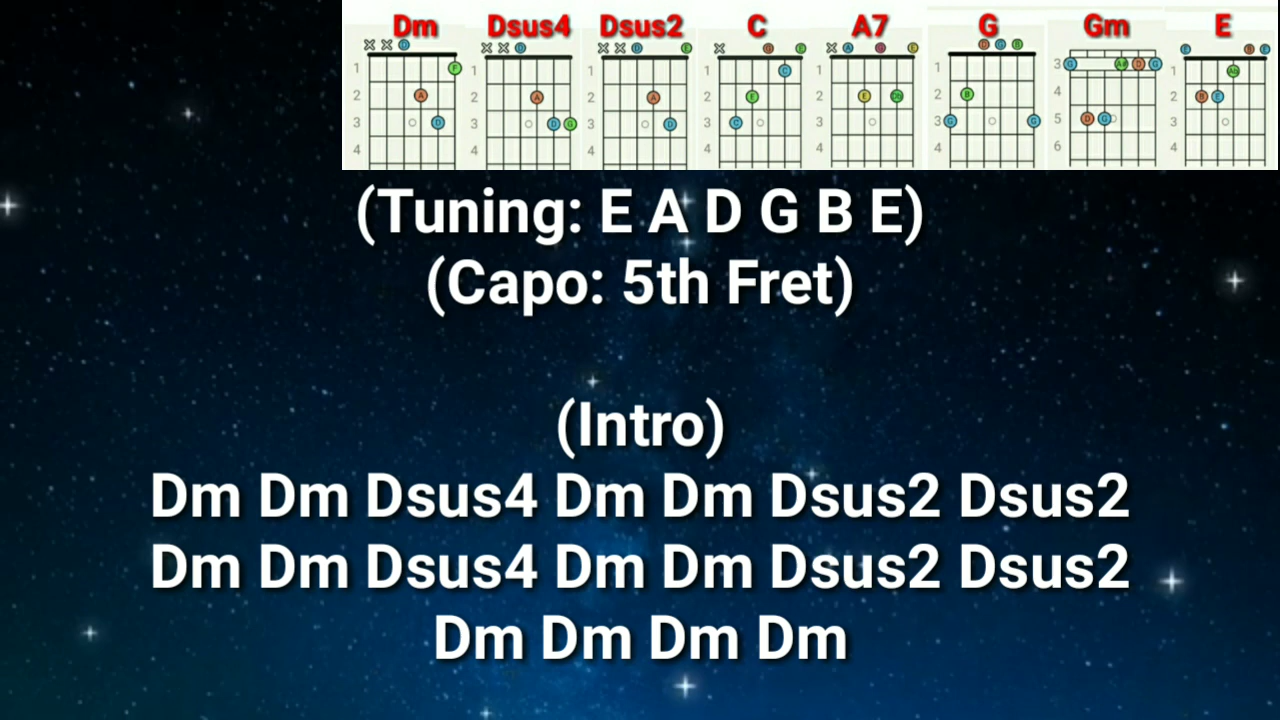 Dm Dsus4 Dsus2 C A7 G Gm E
(Tuning: E A D G B E)
(Capo: 5th Fret)
(Intro)
Dm Dm Dsus4 Dm Dm Dsus2 Dsus2
Dm Dm Dsus4 Dm Dm Dsus2 Dsus2
Dm Dm Dm Dm